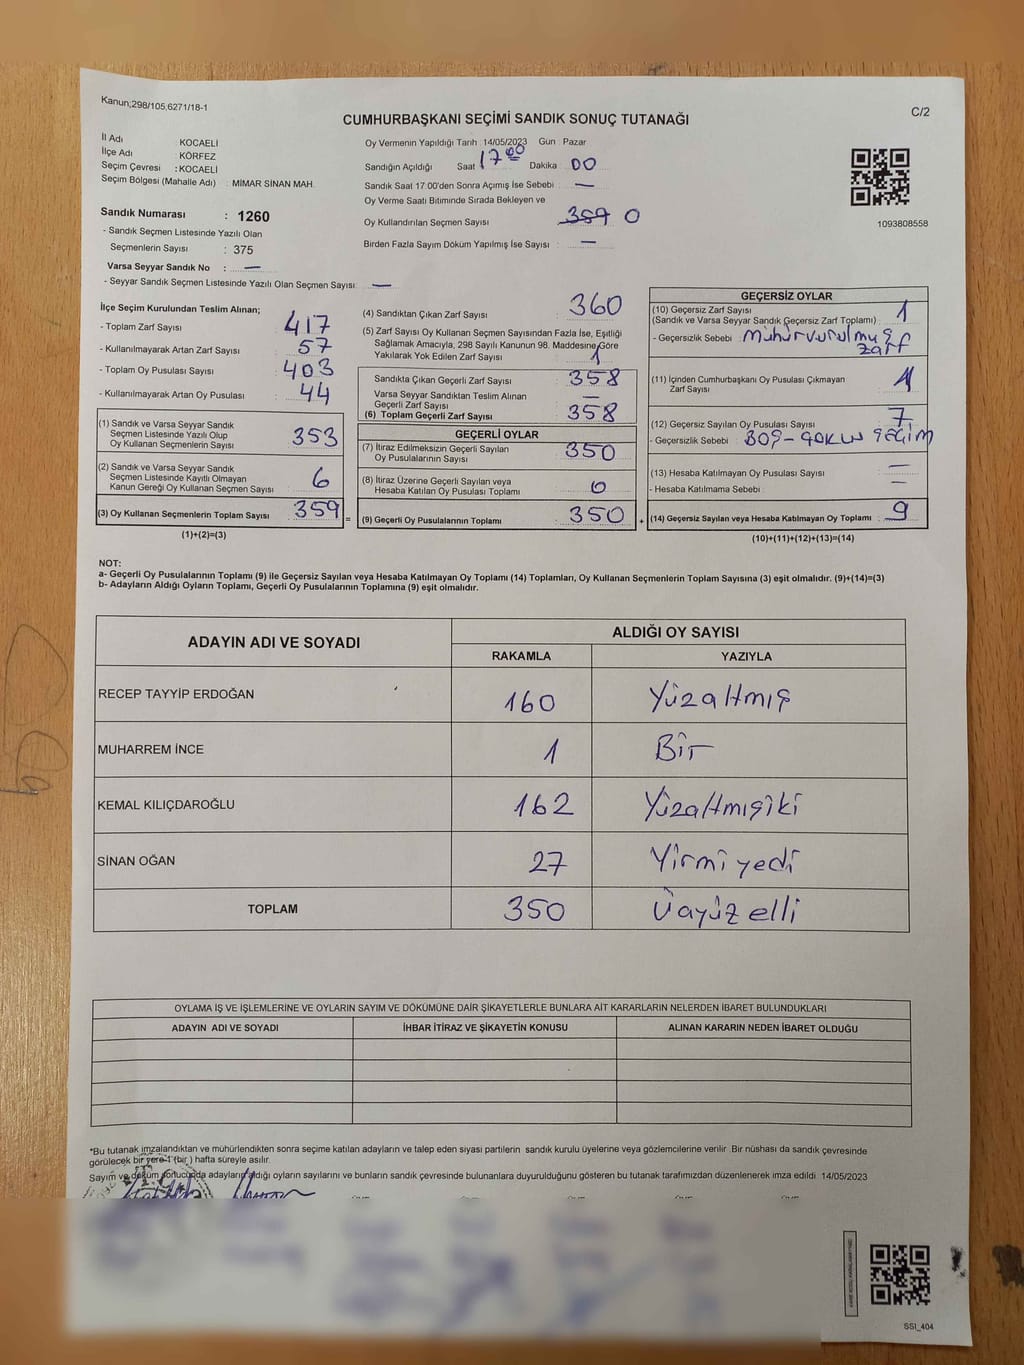 Kanun;298/105,6271/18-1
C/2
CUMHURBAŞKANI SEÇİMİ SANDIK SONUÇ TUTANAĞI
İl Adı : KOCAELİ
İlçe Adı : KÖRFEZ
Seçim Çevresi : KOCAELİ
Seçim Bölgesi (Mahalle Adı) : MİMAR SİNAN MAH.
Sandık Numarası : 1260
- Sandık Seçmen Listesinde Yazılı Olan
Seçmenlerin Sayısı : 375
Varsa Seyyar Sandık No : —
- Seyyar Sandık Seçmen Listesinde Yazılı Olan Seçmen Sayısı: —
Oy Vermenin Yapıldığı Tarih 14/05/2023 Gün : Pazar
Sandığın Açıldığı Saat 17 00 Dakika : 00
Sandık Saat 17.00'den Sonra Açımış İse Sebebi : —
Oy Verme Saati Bitiminde Sırada Bekleyen ve
Oy Kullandırılan Seçmen Sayısı : 359 0
Birden Fazla Sayım Döküm Yapılmış İse Sayısı : —
1093808558
İlçe Seçim Kurulundan Teslim Alınan;
- Toplam Zarf Sayısı : 417
- Kullanılmayarak Artan Zarf Sayısı : 57
- Toplam Oy Pusulası Sayısı : 403
- Kullanılmayarak Artan Oy Pusulası : 44
(1) Sandık ve Varsa Seyyar Sandık
Seçmen Listesinde Yazılı Olup
Oy Kullanan Seçmenlerin Sayısı : 353
(2) Sandık ve Varsa Seyyar Sandık
Seçmen Listesinde Kayıtlı Olmayan
Kanun Gereği Oy Kullanan Seçmen Sayısı : 6
(3) Oy Kullanan Seçmenlerin Toplam Sayısı : 359 =
(1)+(2)=(3)
(4) Sandıktan Çıkan Zarf Sayısı : 360
(5) Zarf Sayısı Oy Kullanan Seçmen Sayısından Fazla İse, Eşitliği
Sağlamak Amacıyla, 298 Sayılı Kanunun 98. Maddesine Göre
Yakılarak Yok Edilen Zarf Sayısı : 1
Sandıkta Çıkan Geçerli Zarf Sayısı : 358
Varsa Seyyar Sandıktan Teslim Alınan
Geçerli Zarf Sayısı : —
(6) Toplam Geçerli Zarf Sayısı : 358
GEÇERLİ OYLAR
(7) İtiraz Edilmeksizin Geçerli Sayılan
Oy Pusulalarının Sayısı : 350
(8) İtiraz Üzerine Geçerli Sayılan veya
Hesaba Katılan Oy Pusulası Toplamı : 0
(9) Geçerli Oy Pusulalarının Toplamı : 350 +
GEÇERSİZ OYLAR
(10) Geçersiz Zarf Sayısı
(Sandık ve Varsa Seyyar Sandık Geçersiz Zarf Toplamı) : 1
- Geçersizlik Sebebi : Mühürvurulmuş
zarf
(11) İçinden Cumhurbaşkanı Oy Pusulası Çıkmayan
Zarf Sayısı : 1
(12) Geçersiz Sayılan Oy Pusulası Sayısı : 7
- Geçersizlik Sebebi : BOŞ-ÇOKLU SEÇİM
(13) Hesaba Katılmayan Oy Pusulası Sayısı : —
- Hesaba Katılmama Sebebi : —
(14) Geçersiz Sayılan veya Hesaba Katılmayan Oy Toplamı : 9
(10)+(11)+(12)+(13)=(14)
NOT:
a- Geçerli Oy Pusulalarının Toplamı (9) ile Geçersiz Sayılan veya Hesaba Katılmayan Oy Toplamı (14) Toplamları, Oy Kullanan Seçmenlerin Toplam Sayısına (3) eşit olmalıdır. (9)+(14)=(3)
b- Adayların Aldığı Oyların Toplamı, Geçerli Oy Pusulalarının Toplamına (9) eşit olmalıdır.
ADAYIN ADI VE SOYADI ALDIĞI OY SAYISI
RAKAMLA YAZIYLA
RECEP TAYYİP ERDOĞAN 160 Yüzaltmış
MUHARREM İNCE 1 Bir
KEMAL KILIÇDAROĞLU 162 Yüzaltmışiki
SİNAN OĞAN 27 Yirmi yedi
TOPLAM 350 Üçyüz elli
OYLAMA İŞ VE İŞLEMLERİNE VE OYLARIN SAYIM VE DÖKÜMÜNE DAİR ŞİKAYETLERLE BUNLARA AİT KARARLARIN NELERDEN İBARET BULUNDUKLARI
ADAYIN ADI VE SOYADI İHBAR İTİRAZ VE ŞİKAYETİN KONUSU ALINAN KARARIN NEDEN İBARET OLDUĞU
*Bu tutanak imzalandıktan ve mühürlendikten sonra seçime katılan adayların ve talep eden siyasi partilerin sandık kurulu üyelerine veya gözlemcilerine verilir. Bir nüshası da sandık çevresinde
görülecek bir yere 1 (bir ) hafta süreyle asılır.
Sayım ve döküm sonucunda adayların aldığı oyların sayılarını ve bunların sandık çevresinde bulunanlara duyurulduğunu gösteren bu tutanak tarafımızdan düzenlenerek imza edildi 14/05/2023
SSI_404